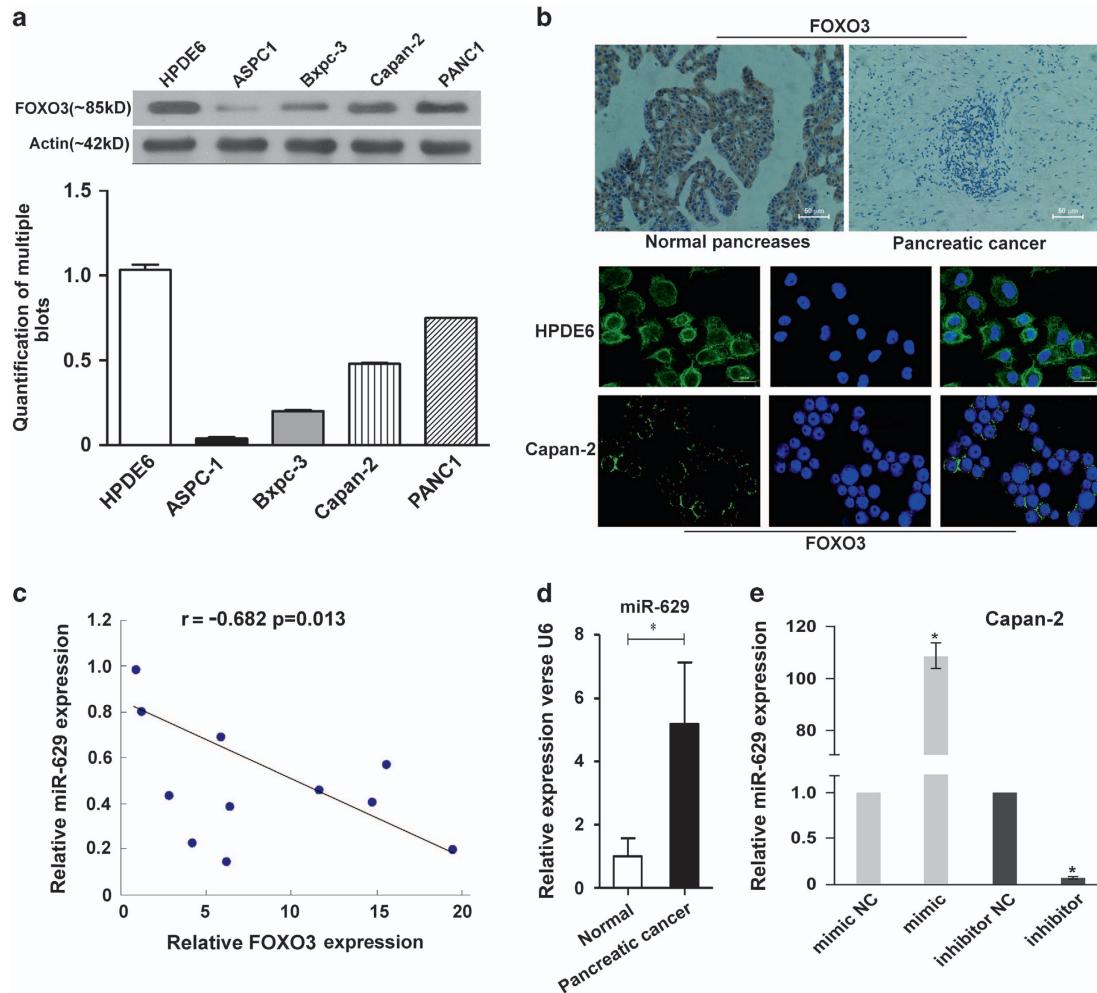 a
HPDE6 ASPC1 Bxpc-3 Capan-2 PANC1
FOXO3(~85kD)
Actin(~42kD)
Quantification of multiple
blots
1.5
1.0
0.5
0
HPDE6 ASPC-1 Bxpc-3 Capan-2 PANC1
b
FOXO3
50 μm 50 μm
Normal pancreases Pancreatic cancer
HPDE6
Capan-2
FOXO3
c
r = −0.682 p=0.013
Relative miR-629 expression
1.2
1.0
0.8
0.6
0.4
0.2
0
0 5 10 15 20
Relative FOXO3 expression
d
miR-629
*
Relative expression verse U6
8
6
4
2
0
Normal Pancreatic cancer
e
Capan-2
Relative miR-629 expression
120
100
80
1.0
0.5
0
* *
mimic NC mimic inhibitor NC inhibitor